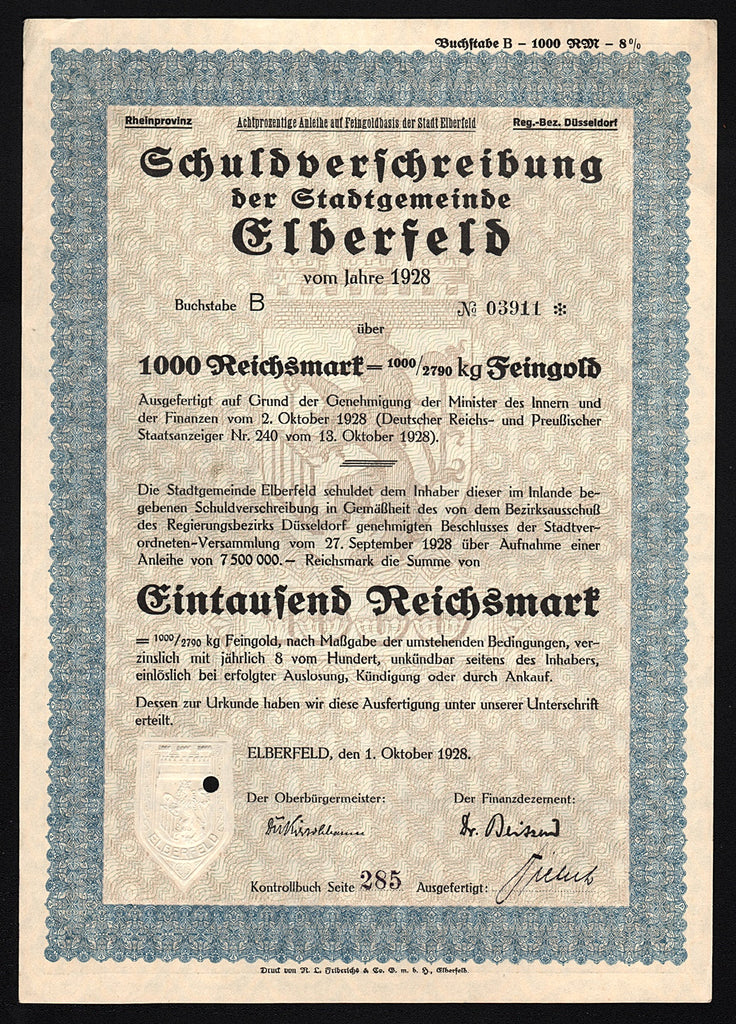 Buchstabe B – 1000 RM – 8%
Rheinprovinz Achtprozentige Anleihe auf Feingoldbasis der Stadt Elberfeld Reg.-Bez. Düsseldorf
Schuldverschreibung
der Stadtgemeinde
Elberfeld
vom Jahre 1928
Buchstabe B № 03911 *
über
1000 Reichsmark = 1000/2790 kg Feingold
Ausgefertigt auf Grund der Genehmigung der Minister des Innern und
der Finanzen vom 2. Oktober 1928 (Deutscher Reichs- und Preußischer
Staatsanzeiger Nr. 240 vom 13. Oktober 1928).
Die Stadtgemeinde Elberfeld schuldet dem Inhaber dieser im Inlande be-
gebenen Schuldverschreibung in Gemäßheit des von dem Bezirksausschuß
des Regierungsbezirks Düsseldorf genehmigten Beschlusses der Stadtver-
ordneten-Versammlung vom 27. September 1928 über Aufnahme einer
Anleihe von 7 500 000.– Reichsmark die Summe von
Eintausend Reichsmark
= 1000/2790 kg Feingold, nach Maßgabe der umstehenden Bedingungen, ver-
zinslich mit jährlich 8 vom Hundert, unkündbar seitens des Inhabers,
einlöslich bei erfolgter Auslosung, Kündigung oder durch Ankauf.
Dessen zur Urkunde haben wir diese Ausfertigung unter unserer Unterschrift
erteilt.
ELBERFELD, den 1. Oktober 1928.
Der Oberbürgermeister: Der Finanzdezernent:
Dr.
ELBERFELD
Kontrollbuch Seite 285 Ausgefertigt:
Druck von N. L. Friderichs & Co. G. m. b. H., Elberfeld.